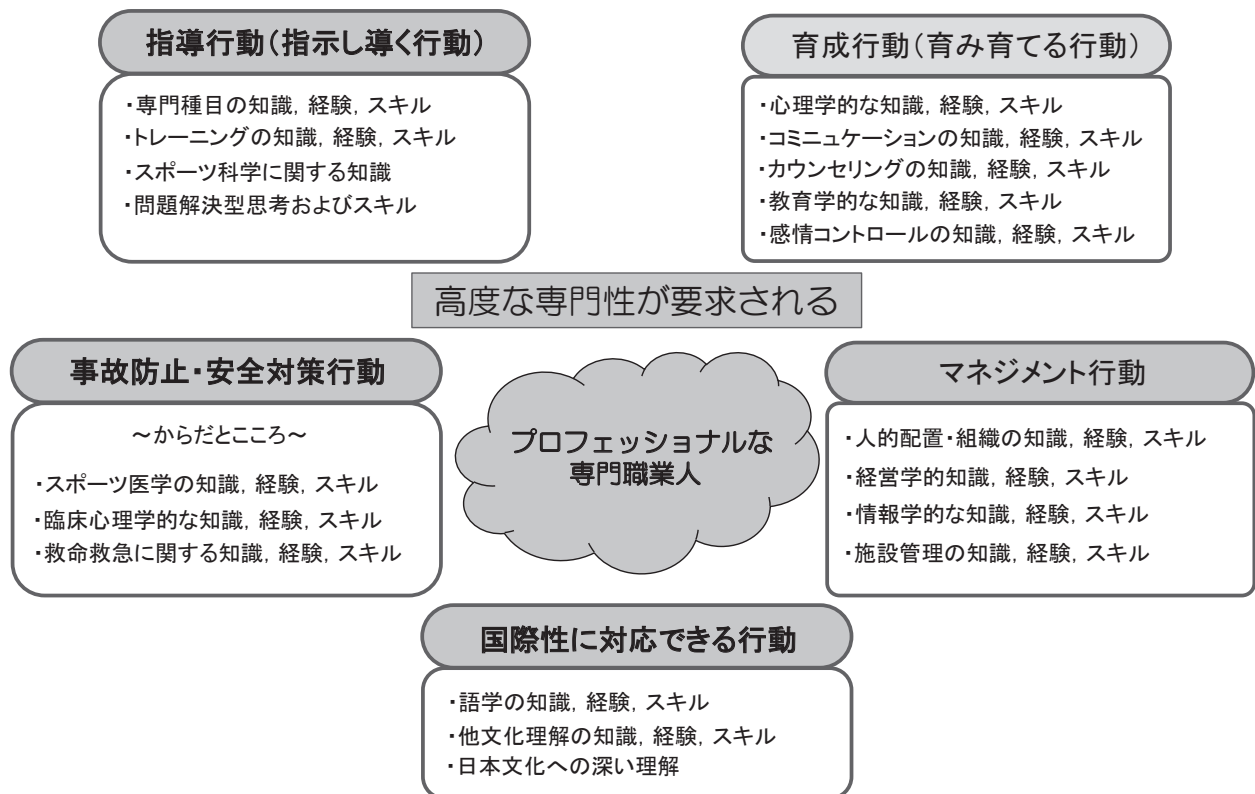 指導行動(指示し導く行動)
・専門種目の知識, 経験, スキル
・トレーニングの知識, 経験, スキル
・スポーツ科学に関する知識
・問題解決型思考およびスキル
育成行動(育み育てる行動)
・心理学的な知識, 経験, スキル
・コミニュケーションの知識, 経験, スキル
・カウンセリングの知識, 経験, スキル
・教育学的な知識, 経験, スキル
・感情コントロールの知識, 経験, スキル
高度な専門性が要求される
事故防止・安全対策行動
～からだとこころ～
・スポーツ医学の知識, 経験, スキル
・臨床心理学的な知識, 経験, スキル
・救命救急に関する知識, 経験, スキル
プロフェッショナルな
専門職業人
マネジメント行動
・人的配置・組織の知識, 経験, スキル
・経営学的知識, 経験, スキル
・情報学的な知識, 経験, スキル
・施設管理の知識, 経験, スキル
国際性に対応できる行動
・語学の知識, 経験, スキル
・他文化理解の知識, 経験, スキル
・日本文化への深い理解